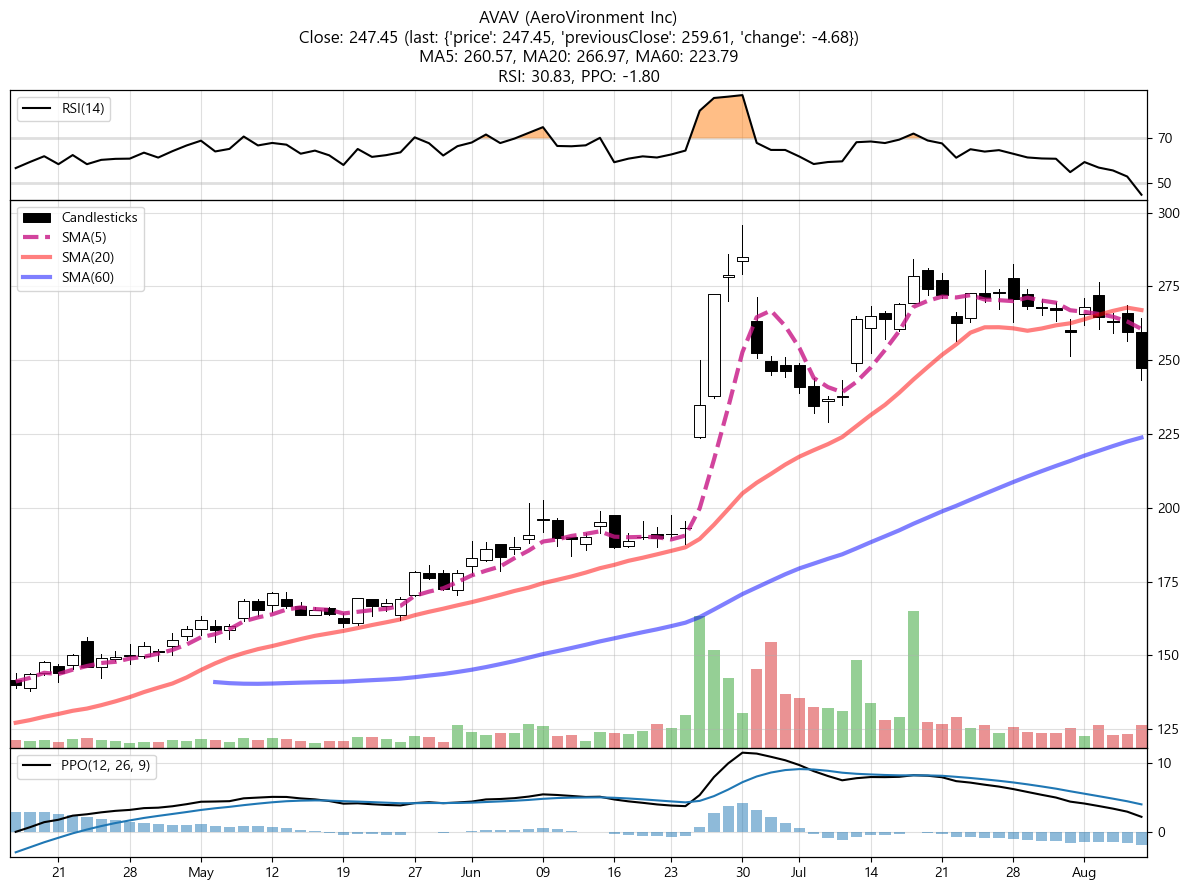 AVAV (AeroVironment Inc)
Close: 247.45 (last: {'price': 247.45, 'previousClose': 259.61, 'change': -4.68})
MA5: 260.57, MA20: 266.97, MA60: 223.79
RSI: 30.83, PPO: -1.80
RSI(14)
70
50
Candlesticks
SMA(5)
SMA(20)
SMA(60)
300
275
250
225
200
175
150
125
PPO(12, 26, 9)
10
0
21 28 May 12 19 27 Jun 09 16 23 30 Jul 14 21 28 Aug